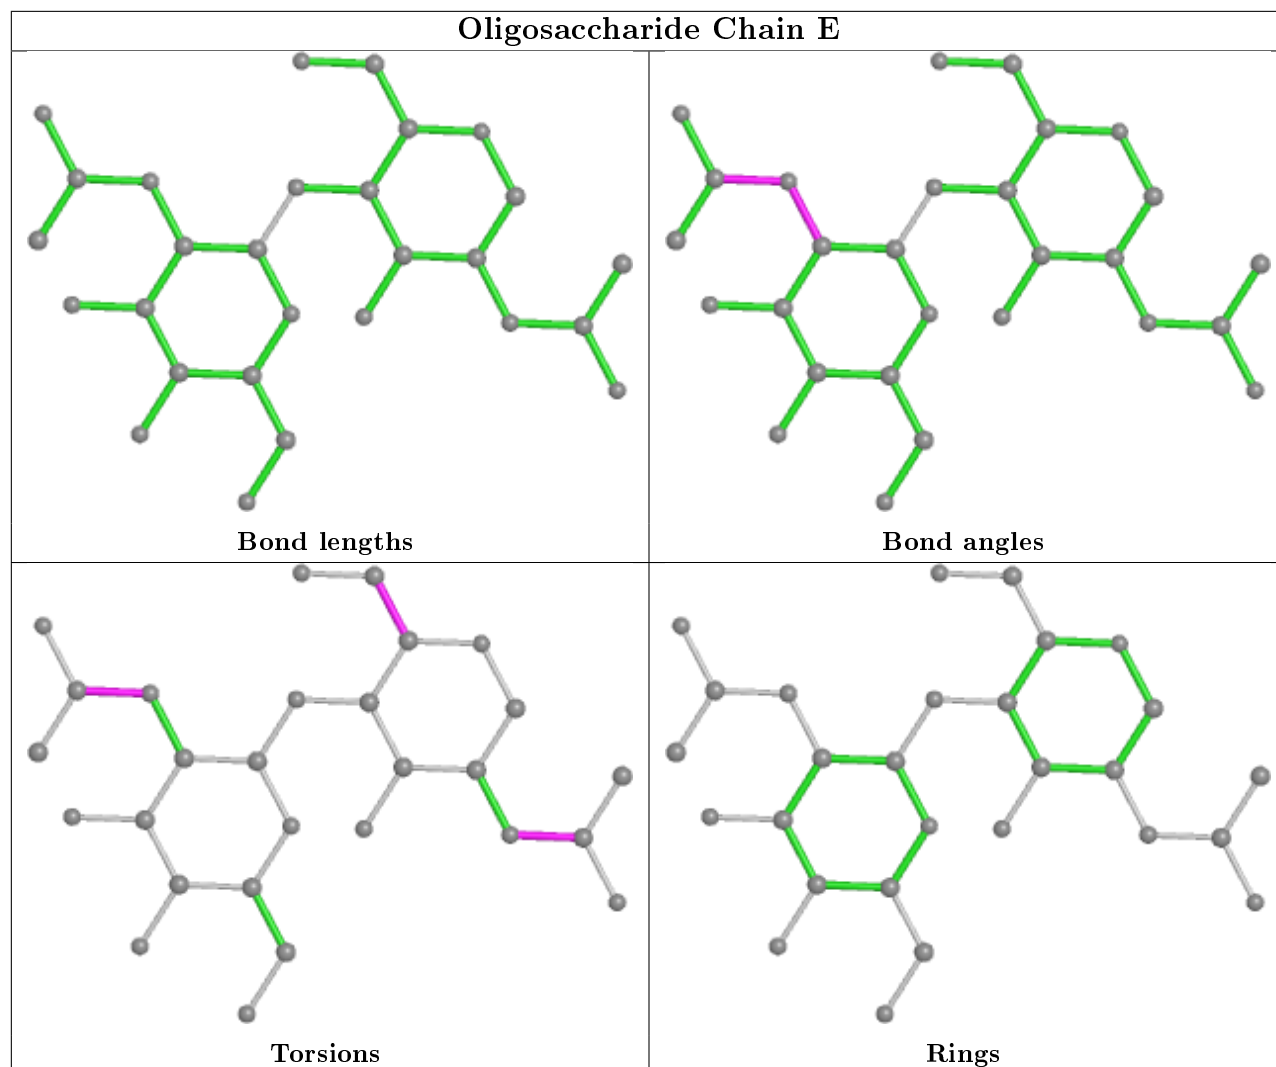 Oligosaccharide Chain E
Bond lengths
Bond angles
Torsions
Rings